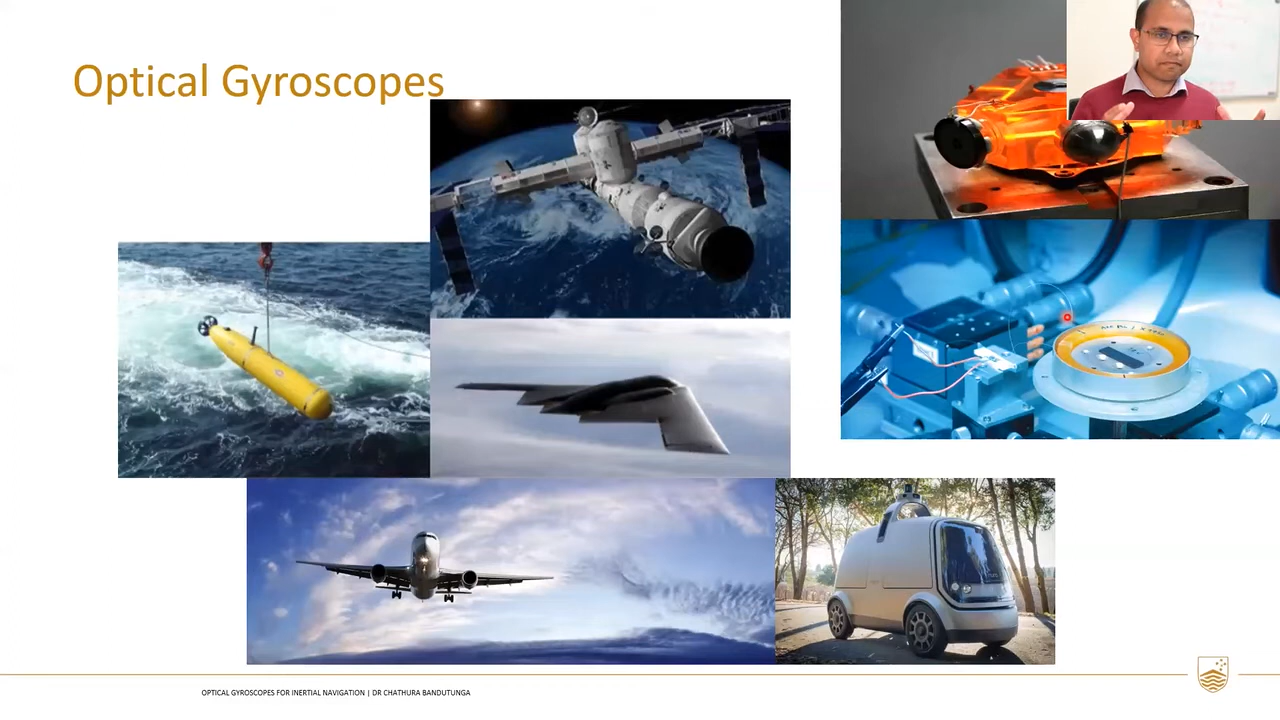 Optical Gyroscopes
OPTICAL GYROSCOPES FOR INERTIAL NAVIGATION | DR CHATHURA BANDUTUNGA